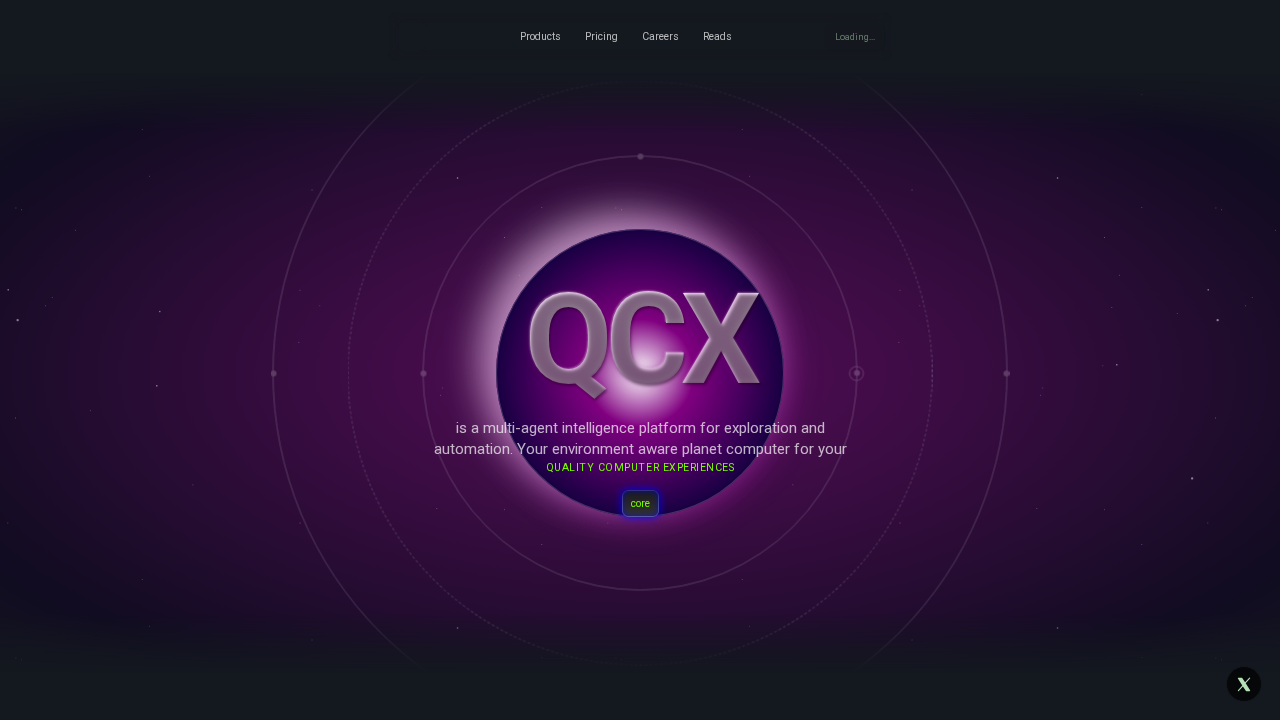 Products Pricing Careers Reads Loading...
QCX
is a multi-agent intelligence platform for exploration and
automation. Your environment aware planet computer for your
QUALITY COMPUTER EXPERIENCES
core
X